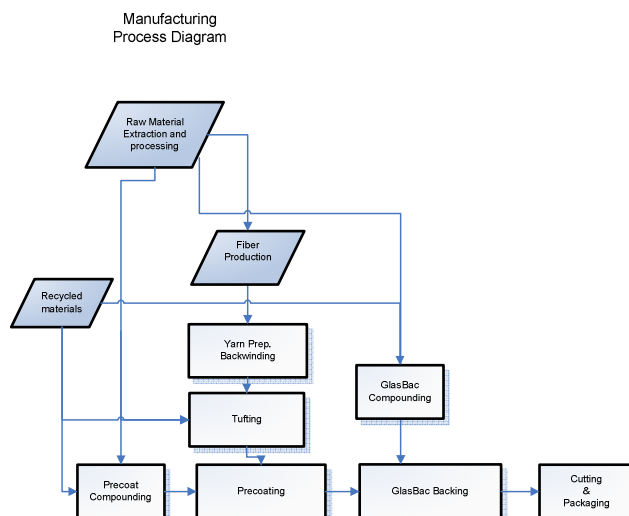 Manufacturing
Process Diagram
Raw Material
Extraction and
processing
Fiber
Production
Recycled
materials
Yarn Prep.
Backwinding
GlasBac
Compounding
Tufting
Precoat
Compounding
Precoating
GlasBac Backing
Cutting
&
Packaging